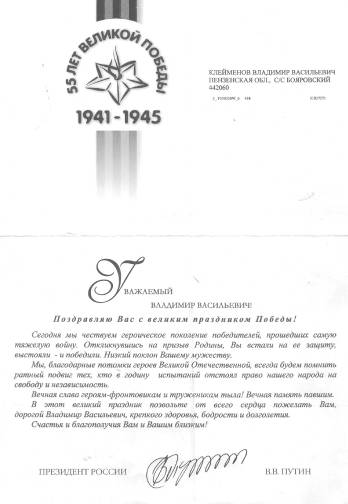 55 ЛЕТ ВЕЛИКОЙ ПОБЕДЫ
1941-1945
КЛЕЙМЕНОВ ВЛАДИМИР ВАСИЛЬЕВИЧ
ПЕНЗЕНСКАЯ ОБЛ., С/С БОЯРОВСКИЙ
442060
УВАЖАЕМЫЙ
ВЛАДИМИР ВАСИЛЬЕВИЧ!
Поздравляю Вас с великим праздником Победы!
Сегодня мы чествуем героическое поколение победителей, прошедших самую
тяжелую войну. Откликнувшись на призыв Родины, Вы встали на ее защиту,
выстояли - и победили. Низкий поклон Вашему мужеству.
Мы, благодарные потомки героев Великой Отечественной, всегда будем помнить
ратный подвиг тех, кто в годину испытаний отстоял право нашего народа на
свободу и независимость.
Вечная слава героям-фронтовикам и труженикам тыла! Вечная память павшим.
В этот великий праздник позвольте от всего сердца пожелать Вам,
дорогой Владимир Васильевич, крепкого здоровья, бодрости и долголетия.
Счастья и благополучия Вам и Вашим близким!
ПРЕЗИДЕНТ РОССИИ
В.В. ПУТИН